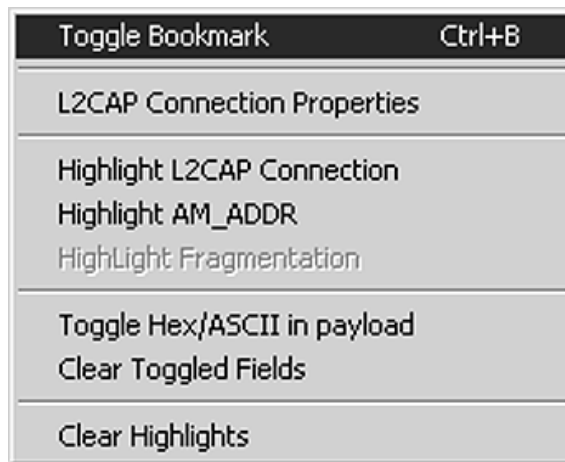 Toggle Bookmark Ctrl+B
L2CAP Connection Properties
Highlight L2CAP Connection
Highlight AM_ADDR
HighLight Fragmentation
Toggle Hex/ASCII in payload
Clear Toggled Fields
Clear Highlights